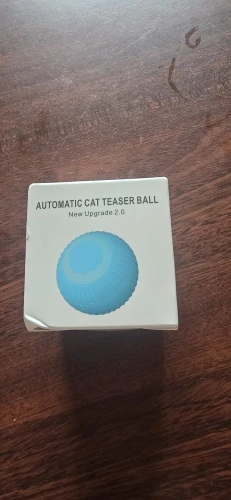 AUTOMATIC CAT TEASER BALL
New Upgrade 2.0